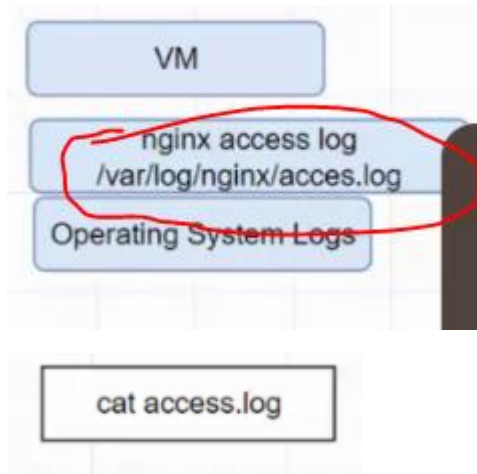 VM
nginx access log
/var/log/nginx/acces.log
Operating System Logs
cat access.log